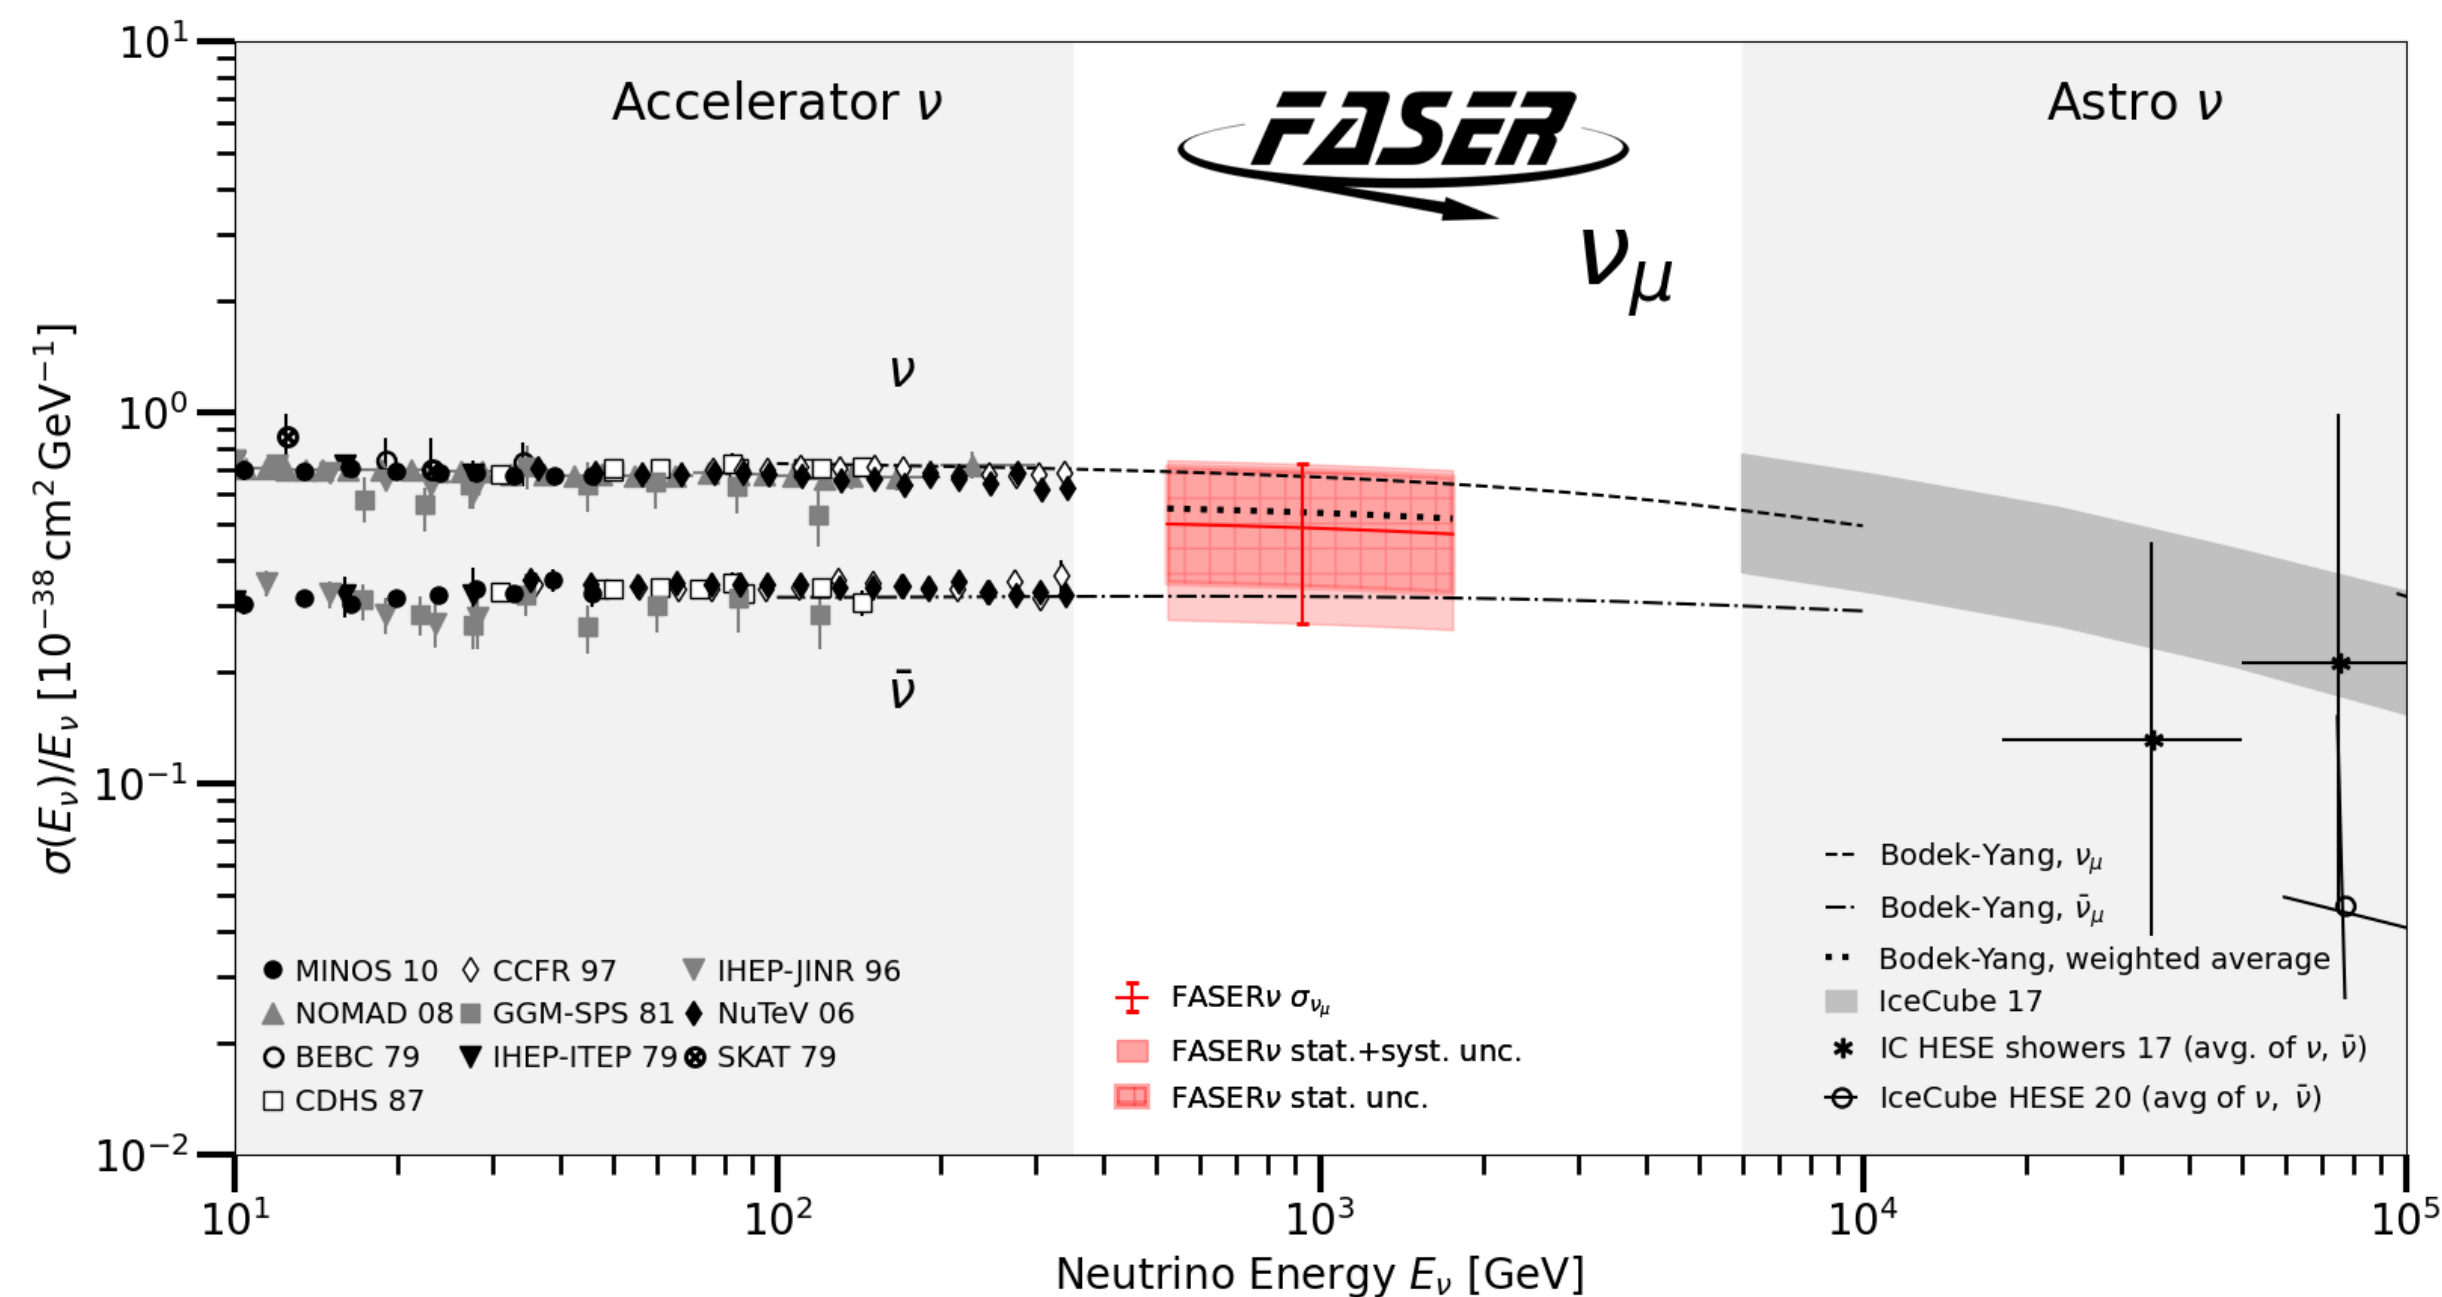 10¹
10⁰
10⁻¹
10⁻²
σ(Eν)/Eν [10⁻³⁸ cm² GeV⁻¹]
Accelerator ν
FASER
νμ
Astro ν
ν
ν̄
MINOS 10
NOMAD 08
BEBC 79
CDHS 87
CCFR 97
GGM-SPS 81
IHEP-ITEP 79
IHEP-JINR 96
NuTeV 06
SKAT 79
FASERν σνμ
FASERν stat.+syst. unc.
FASERν stat. unc.
Bodek-Yang, νμ
Bodek-Yang, ν̄μ
Bodek-Yang, weighted average
IceCube 17
IC HESE showers 17 (avg. of ν, ν̄)
IceCube HESE 20 (avg of ν, ν̄)
10¹ 10² 10³ 10⁴ 10⁵
Neutrino Energy Eν [GeV]